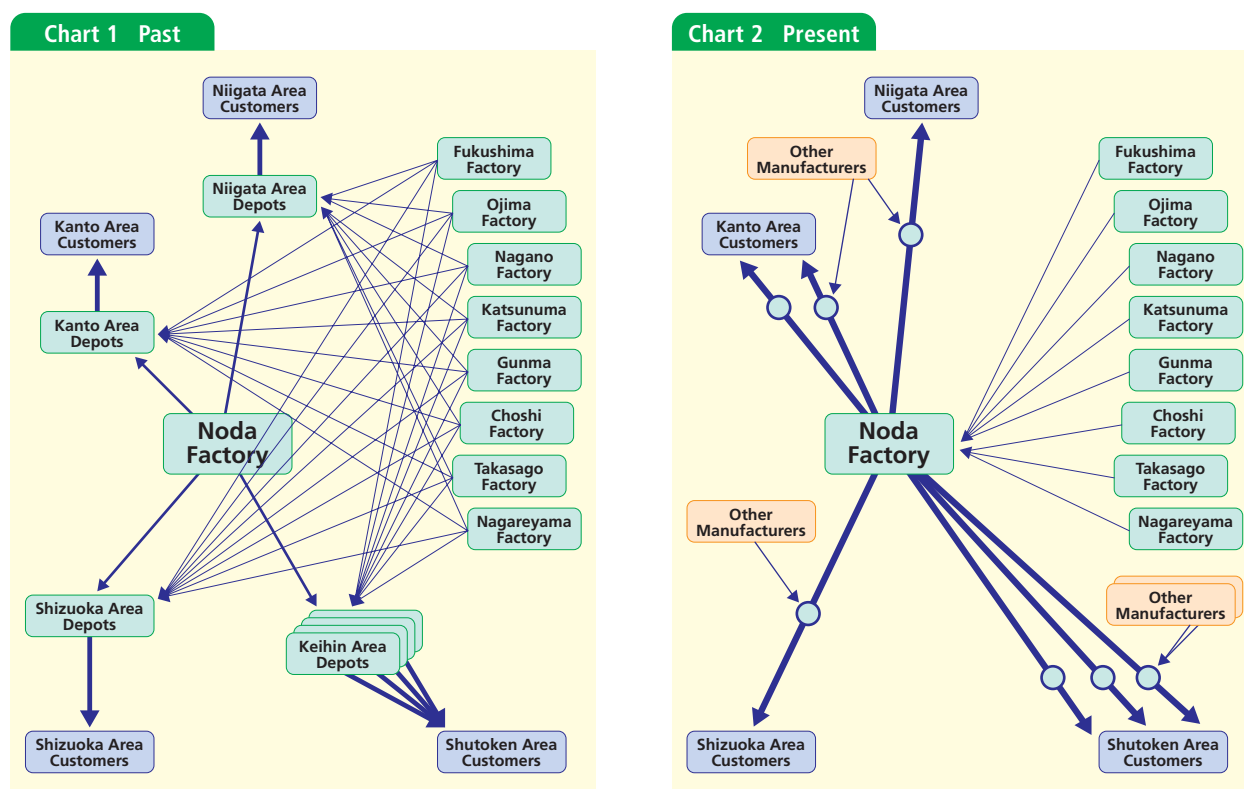 Chart 1 Past
Niigata Area
Customers
Fukushima
Factory
Niigata Area
Depots
Ojima
Factory
Kanto Area
Customers
Nagano
Factory
Katsunuma
Factory
Kanto Area
Depots
Gunma
Factory
Noda
Factory
Choshi
Factory
Takasago
Factory
Nagareyama
Factory
Shizuoka Area
Depots
Keihin Area
Depots
Shizuoka Area
Customers
Shutoken Area
Customers
Chart 2 Present
Niigata Area
Customers
Other
Manufacturers
Fukushima
Factory
Ojima
Factory
Kanto Area
Customers
Nagano
Factory
Katsunuma
Factory
Gunma
Factory
Noda
Factory
Choshi
Factory
Takasago
Factory
Other
Manufacturers
Nagareyama
Factory
Other
Manufacturers
Shizuoka Area
Customers
Shutoken Area
Customers